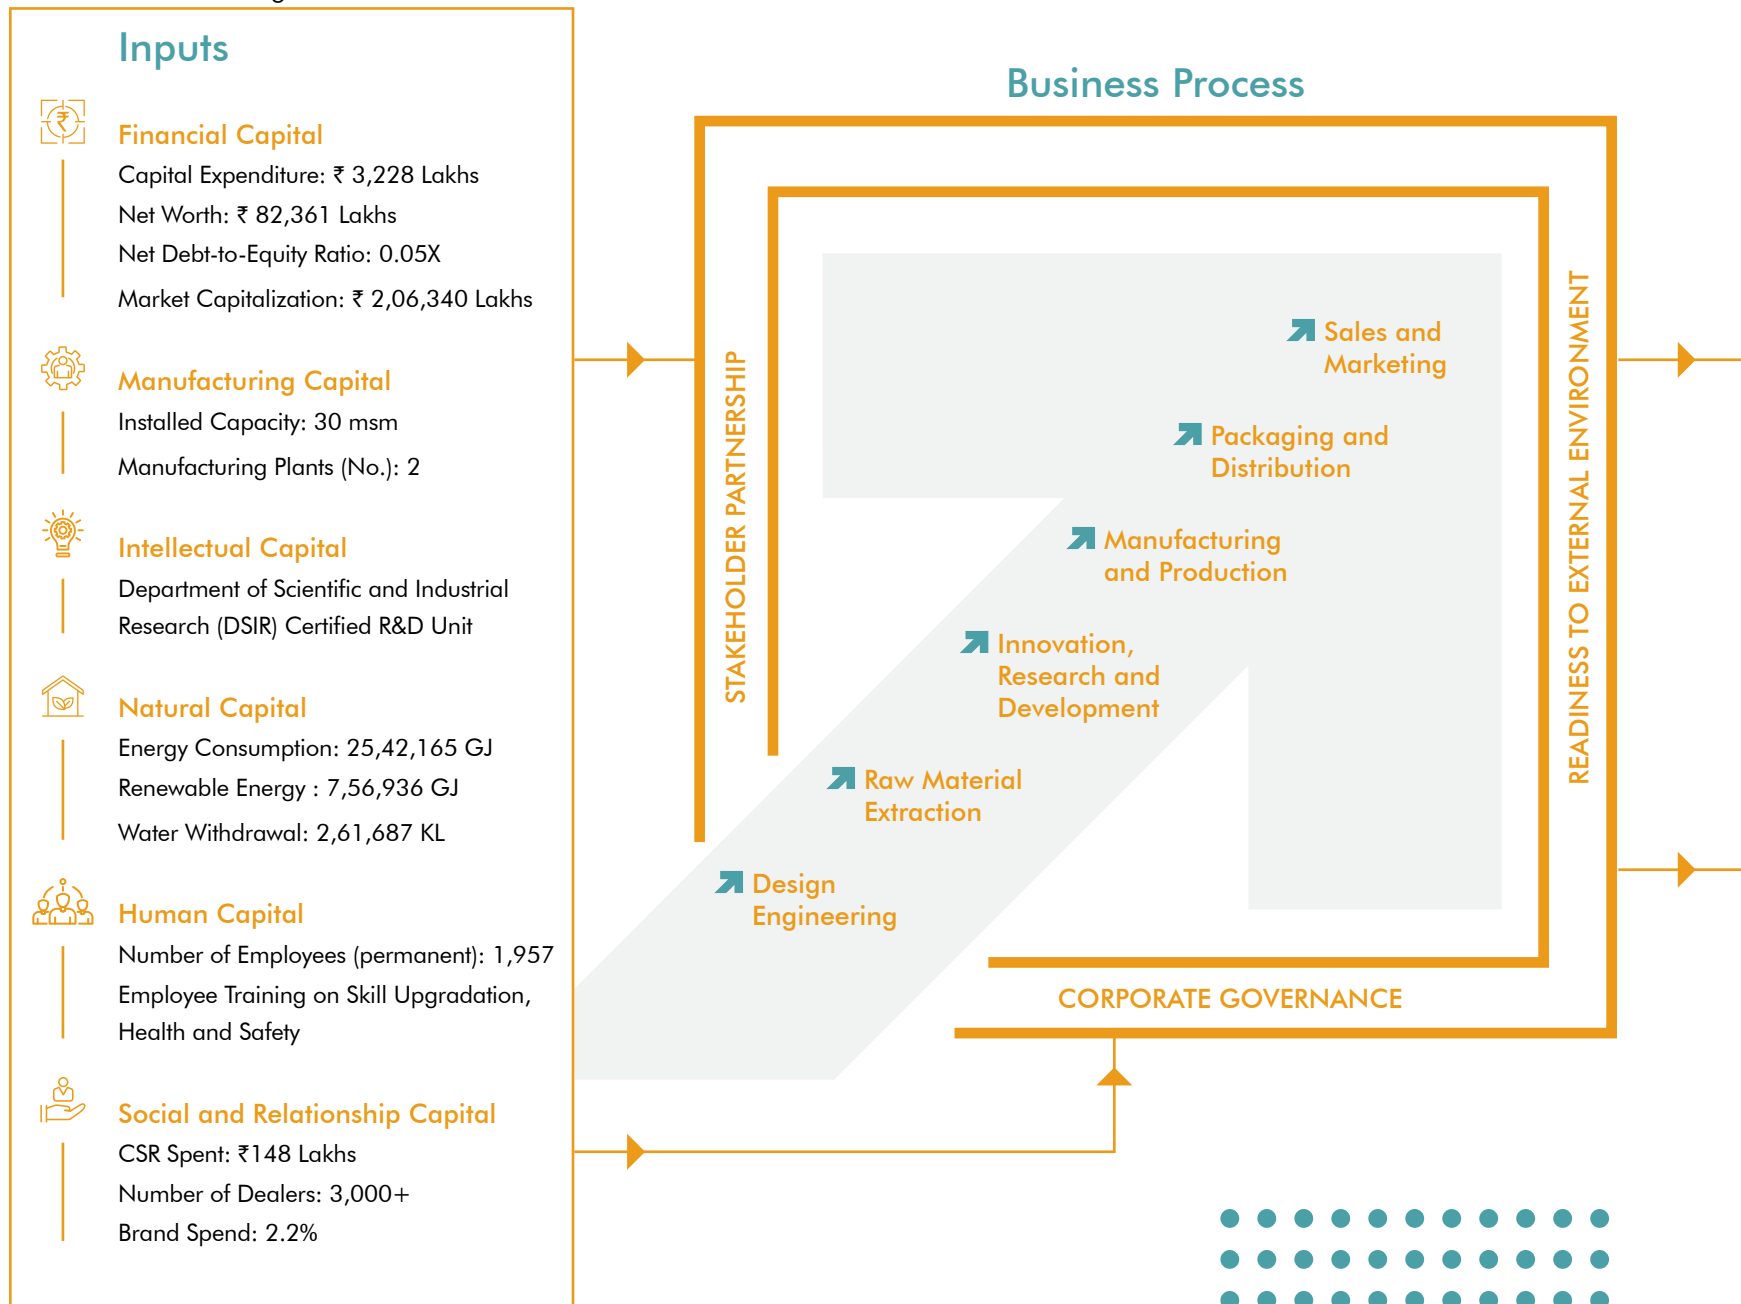 Inputs
Financial Capital
Capital Expenditure: ₹ 3,228 Lakhs
Net Worth: ₹ 82,361 Lakhs
Net Debt-to-Equity Ratio: 0.05X
Market Capitalization: ₹ 2,06,340 Lakhs
Manufacturing Capital
Installed Capacity: 30 msm
Manufacturing Plants (No.): 2
Intellectual Capital
Department of Scientific and Industrial
Research (DSIR) Certified R&D Unit
Natural Capital
Energy Consumption: 25,42,165 GJ
Renewable Energy : 7,56,936 GJ
Water Withdrawal: 2,61,687 KL
Human Capital
Number of Employees (permanent): 1,957
Employee Training on Skill Upgradation,
Health and Safety
Social and Relationship Capital
CSR Spent: ₹148 Lakhs
Number of Dealers: 3,000+
Brand Spend: 2.2%
Business Process
STAKEHOLDER PARTNERSHIP
Sales and
Marketing
Packaging and
Distribution
Manufacturing
and Production
Innovation,
Research and
Development
Raw Material
Extraction
Design
Engineering
READINESS TO EXTERNAL ENVIRONMENT
CORPORATE GOVERNANCE